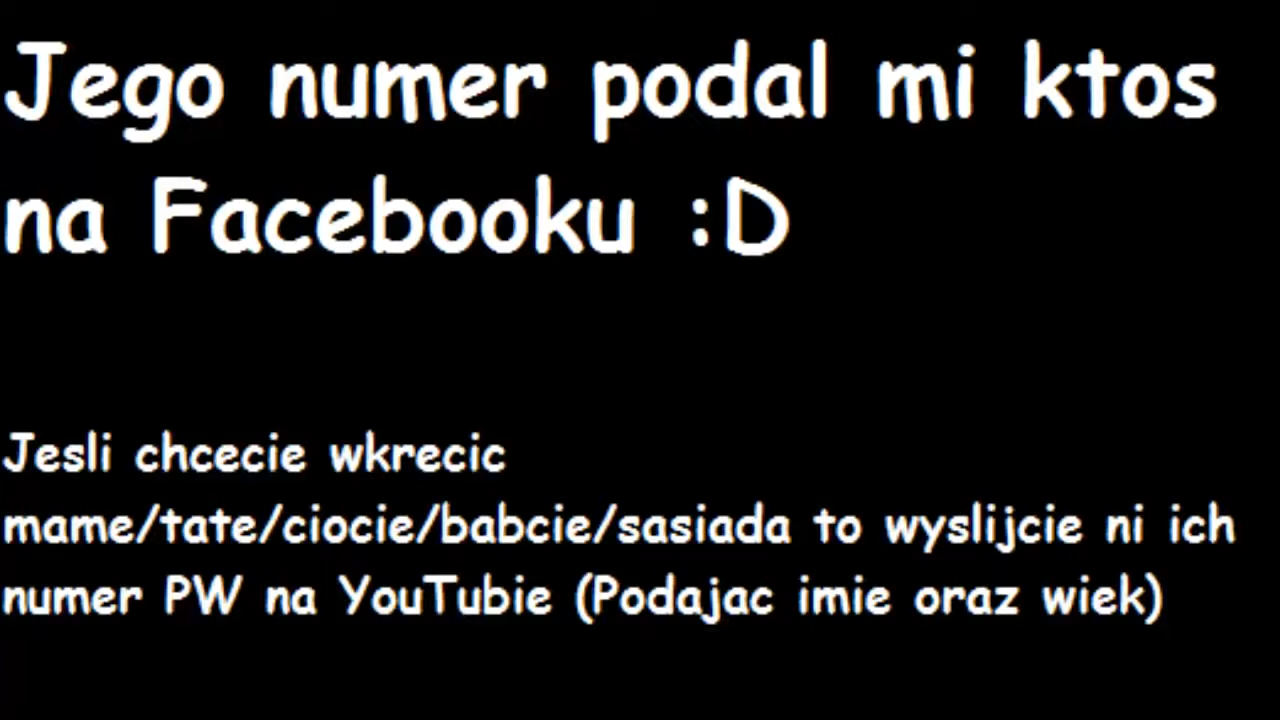 Jego numer podal mi ktos
na Facebooku :D
Jesli chcecie wkrecic
mame/tate/ciocie/babcie/sasiada to wyslijcie ni ich
numer PW na YouTubie (Podajac imie oraz wiek)